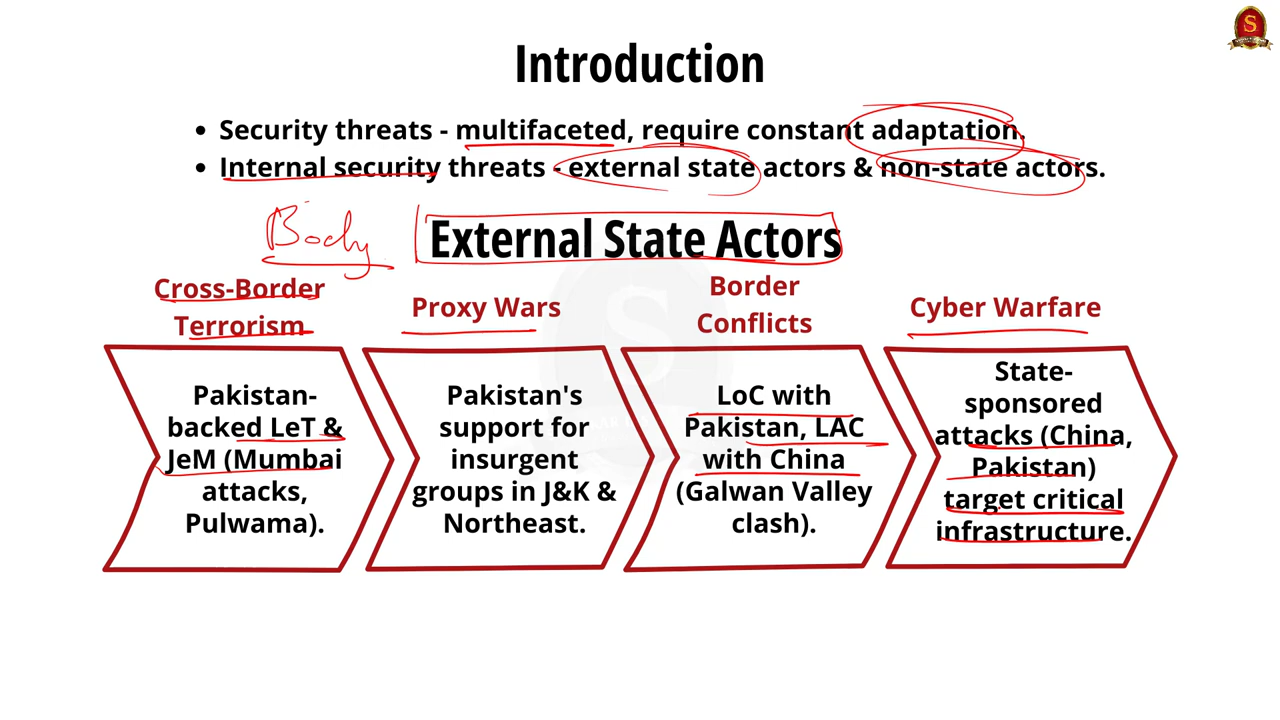 S
Introduction
• Security threats - multifaceted, require constant adaptation.
• Internal security threats - external state actors & non-state actors.
Body
External State Actors
Cross-Border
Terrorism
Pakistan-
backed LeT &
JeM (Mumbai
attacks,
Pulwama).
Proxy Wars
Pakistan's
support for
insurgent
groups in J&K &
Northeast.
Border
Conflicts
LoC with
Pakistan, LAC
with China
(Galwan Valley
clash).
Cyber Warfare
State-
sponsored
attacks (China,
Pakistan)
target critical
infrastructure.